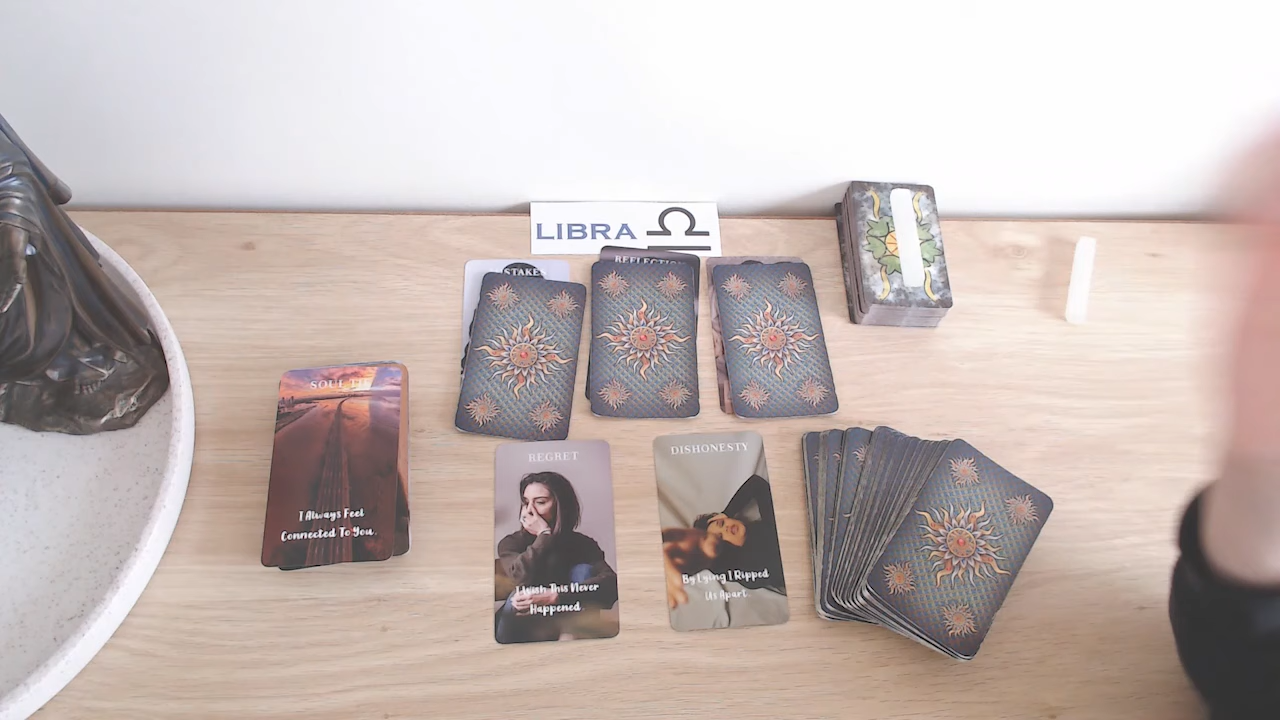 LIBRA
STAKES
REFLECTION
SOUL TIE
I Always Feel
Connected To You.
REGRET
I Wish This Never
Happened.
DISHONESTY
By Lying I Ripped
Us Apart.